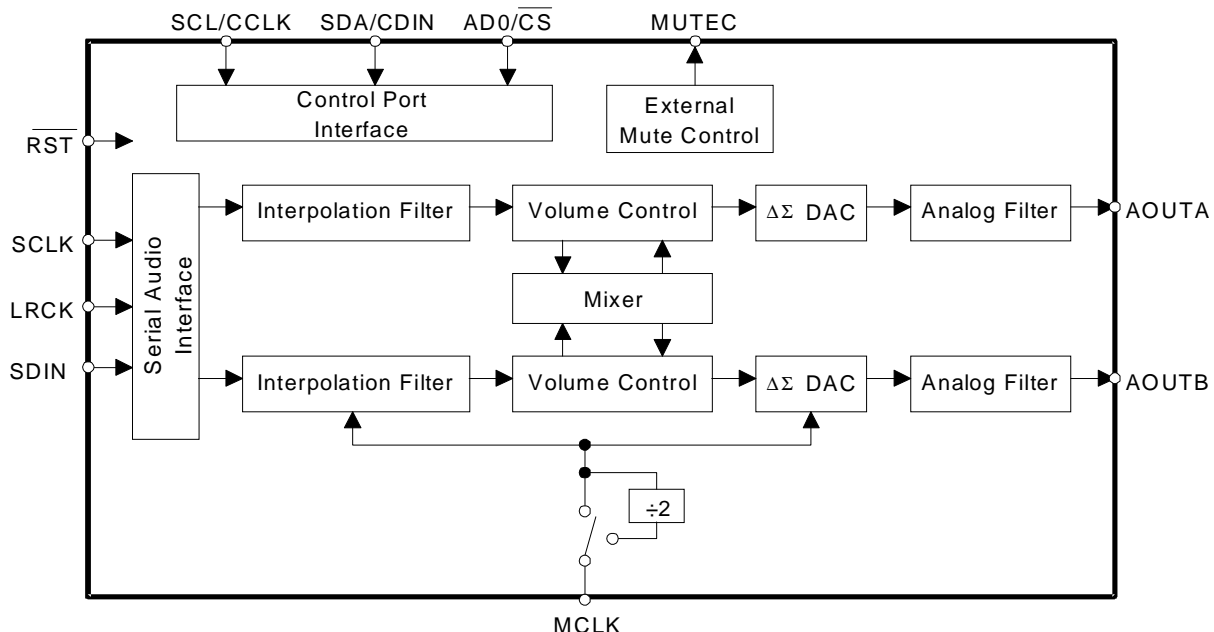 SCL/CCLK SDA/CDIN AD0/CS MUTEC
Control Port
Interface
External
Mute Control
RST
Serial Audio
Interface
Interpolation Filter
Volume Control
ΔΣ DAC
Analog Filter
AOUTA
SCLK
Mixer
LRCK
SDIN
Interpolation Filter
Volume Control
ΔΣ DAC
Analog Filter
AOUTB
÷2
MCLK